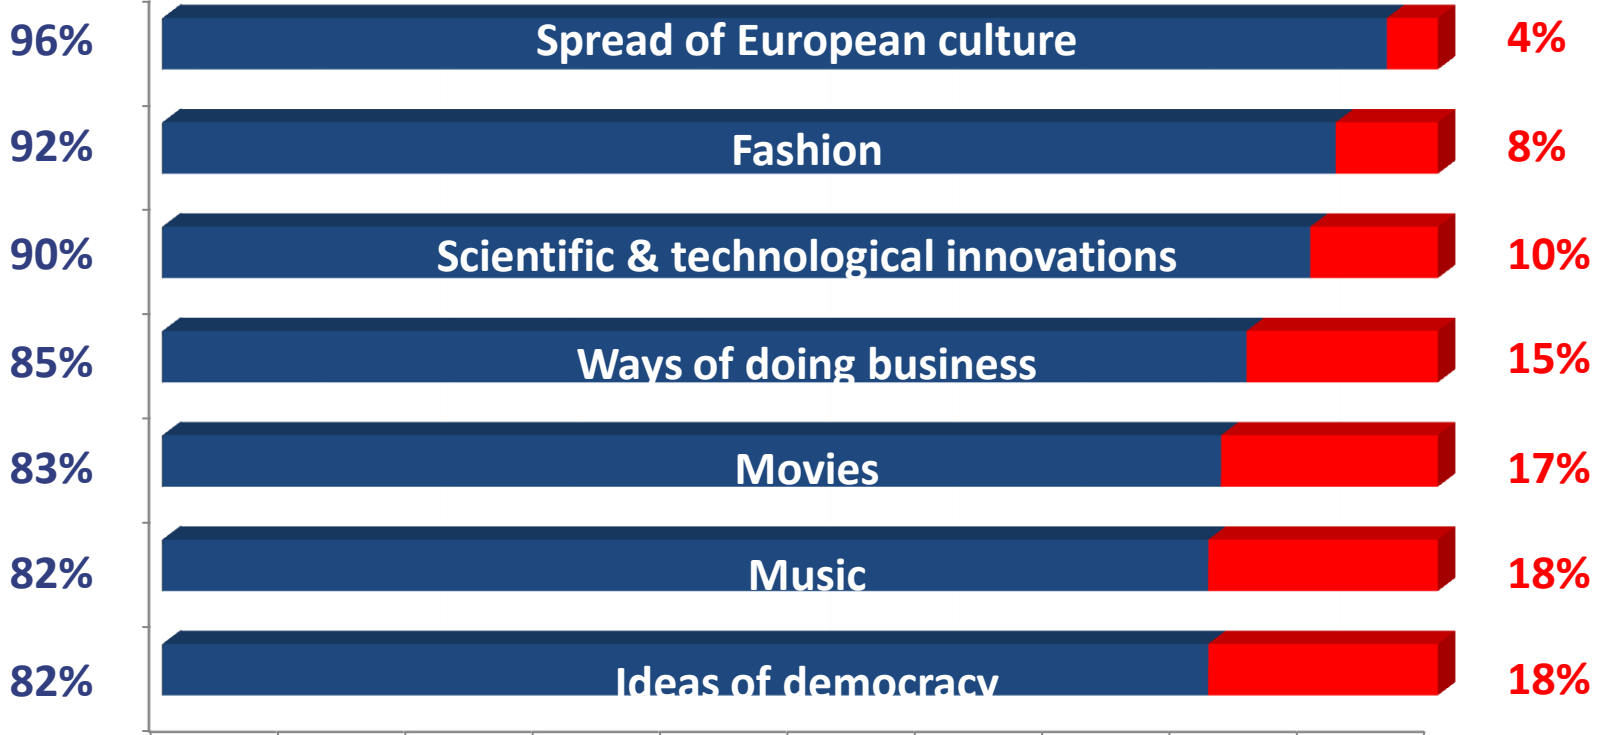 96% Spread of European culture 4%
92% Fashion 8%
90% Scientific & technological innovations 10%
85% Ways of doing business 15%
83% Movies 17%
82% Music 18%
82% Ideas of democracy 18%